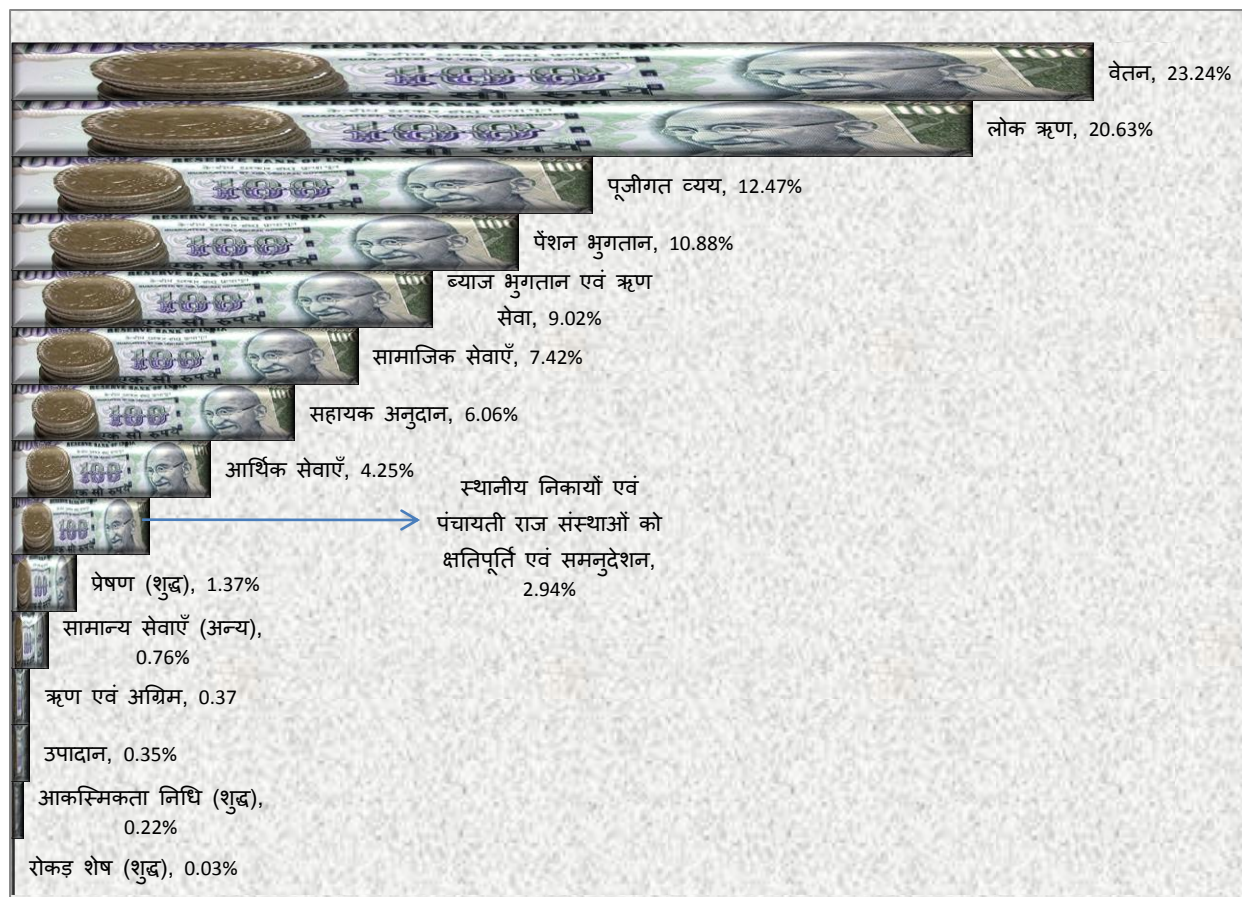 वेतन, 23.24%
लोक ऋण, 20.63%
पूजीगत व्यय, 12.47%
पेंशन भुगतान, 10.88%
ब्याज भुगतान एवं ऋण
सेवा, 9.02%
सामाजिक सेवाएँ, 7.42%
सहायक अनुदान, 6.06%
आर्थिक सेवाएँ, 4.25%
स्थानीय निकायों एवं
पंचायती राज संस्थाओं को
क्षतिपूर्ति एवं समनुदेशन,
2.94%
प्रेषण (शुद्ध), 1.37%
सामान्य सेवाएँ (अन्य),
0.76%
ऋण एवं अग्रिम, 0.37
उपादान, 0.35%
आकस्मिकता निधि (शुद्ध),
0.22%
रोकड़ शेष (शुद्ध), 0.03%